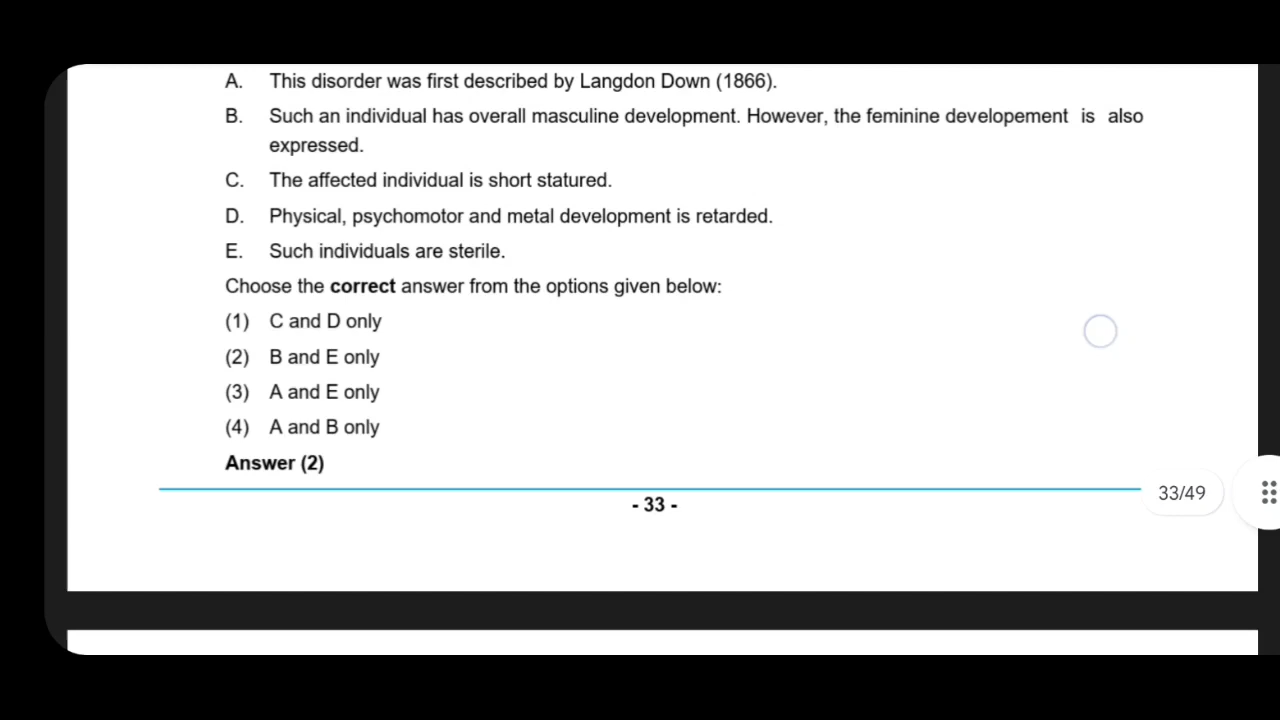 A. This disorder was first described by Langdon Down (1866).
B. Such an individual has overall masculine development. However, the feminine developement is also
expressed.
C. The affected individual is short statured.
D. Physical, psychomotor and metal development is retarded.
E. Such individuals are sterile.
Choose the correct answer from the options given below:
(1) C and D only
(2) B and E only
(3) A and E only
(4) A and B only
Answer (2)
33/49
- 33 -